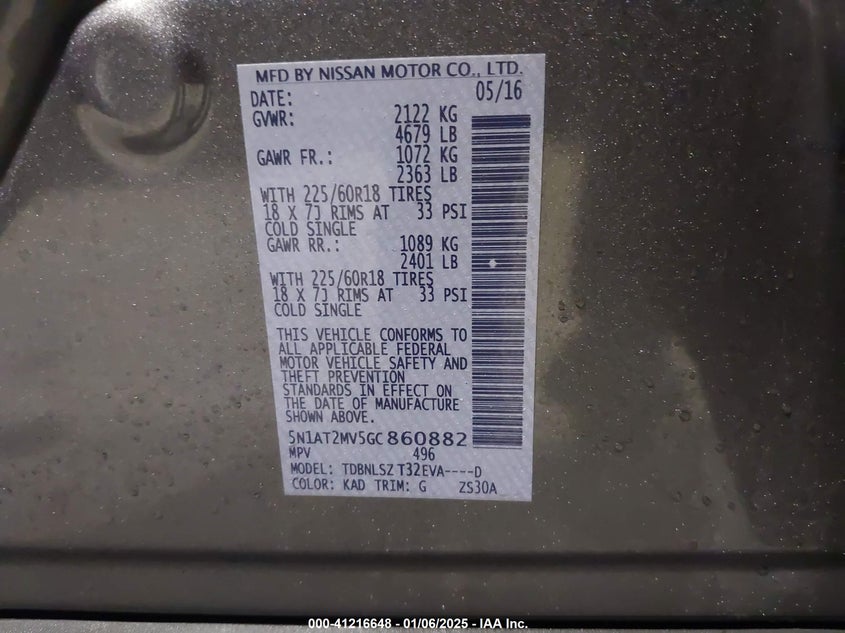 MFD BY NISSAN MOTOR CO., LTD.
DATE: 05/16
GVWR: 2122 KG
4679 LB
GAWR FR.: 1072 KG
2363 LB
WITH 225/60R18 TIRES
18 X 7J RIMS AT 33 PSI
COLD SINGLE
GAWR RR.: 1089 KG
2401 LB
WITH 225/60R18 TIRES
18 X 7J RIMS AT 33 PSI
COLD SINGLE
THIS VEHICLE CONFORMS TO
ALL APPLICABLE FEDERAL
MOTOR VEHICLE SAFETY AND
THEFT PREVENTION
STANDARDS IN EFFECT ON
THE DATE OF MANUFACTURE
SHOWN ABOVE.
5N1AT2MV5GC860882
MPV 496
MODEL: TDBNLSZ T32EVA----D
COLOR: KAD TRIM: G ZS30A
000-41216648 - 01/06/2025 - IAA Inc.